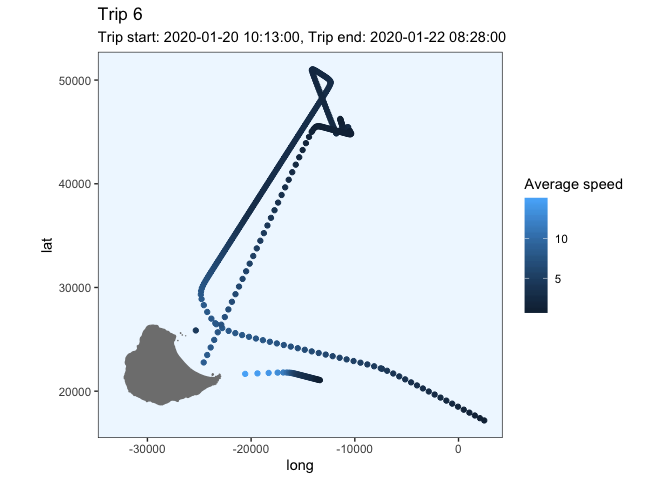 Trip 6
Trip start: 2020-01-20 10:13:00, Trip end: 2020-01-22 08:28:00
50000
40000
30000
20000
lat
-30000 -20000 -10000 0
long
Average speed
10
5